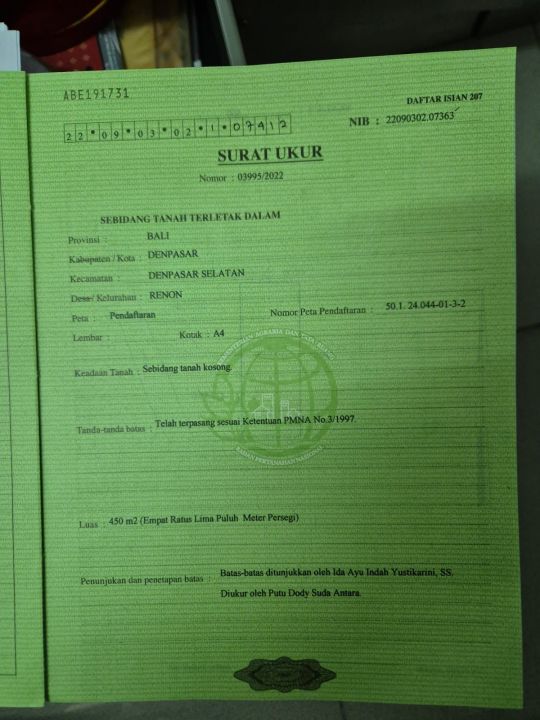 ABE191731
DAFTAR ISIAN 207
22.09.03.02.1.07412
NIB : 22090302.07363
SURAT UKUR
Nomor : 03995/2022
SEBIDANG TANAH TERLETAK DALAM
Provinsi : BALI
Kabupaten / Kota : DENPASAR
Kecamatan : DENPASAR SELATAN
Desa / Kelurahan : RENON
Peta : Pendaftaran Nomor Peta Pendaftaran : 50.1. 24.044-01-3-2
Lembar : Kotak : A4
Keadaan Tanah : Sebidang tanah kosong.
Tanda-tanda batas : Telah terpasang sesuai Ketentuan PMNA No.3/1997.
BADAN PERTANAHAN NASIONAL
Luas : 450 m2 (Empat Ratus Lima Puluh Meter Persegi)
Penunjukan dan penetapan batas : Batas-batas ditunjukkan oleh Ida Ayu Indah Yustikarini, SS.
Diukur oleh Putu Dody Suda Antara.